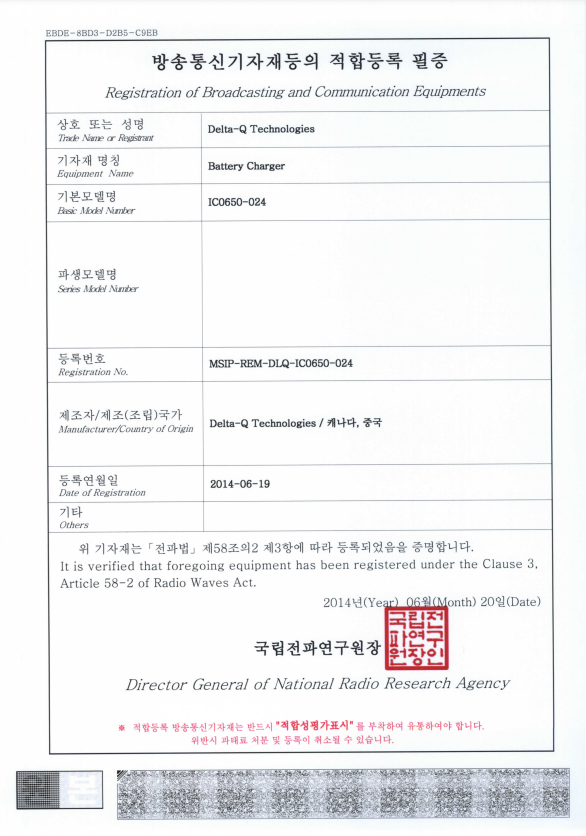 EBDE-8BD3-D2B5-C9EB
방송통신기자재등의 적합등록 필증
Registration of Broadcasting and Communication Equipments
상호 또는 성명
Trade Name or Registrant
Delta-Q Technologies
기자재 명칭
Equipment Name
Battery Charger
기본모델명
Basic Model Number
IC0650-024
파생모델명
Series Model Number
등록번호
Registration No.
MSIP-REM-DLQ-IC0650-024
제조자/제조(조립)국가
Manufacturer/Country of Origin
Delta-Q Technologies / 캐나다, 중국
등록연월일
Date of Registration
2014-06-19
기타
Others
위 기자재는「전파법」제58조의2 제3항에 따라 등록되었음을 증명합니다.
It is verified that foregoing equipment has been registered under the Clause 3,
Article 58-2 of Radio Waves Act.
2014년(Year) 06월(Month) 20일(Date)
국립전파연구원장
국립전
파연구
원장인
Director General of National Radio Research Agency
※ 적합등록 방송통신기자재는 반드시 "적합성평가표시" 를 부착하여 유통하여야 합니다.
위반시 과태료 처분 및 등록이 취소될 수 있습니다.
원본